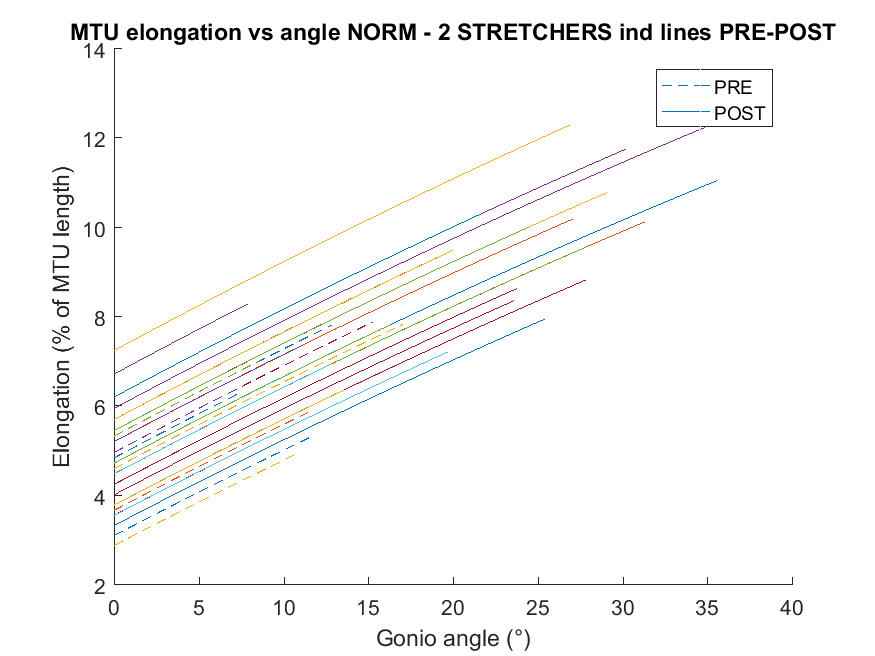 MTU elongation vs angle NORM - 2 STRETCHERS ind lines PRE-POST
14
12
10
8
6
4
2
Elongation (% of MTU length)
PRE
POST
0 5 10 15 20 25 30 35 40
Gonio angle (°)